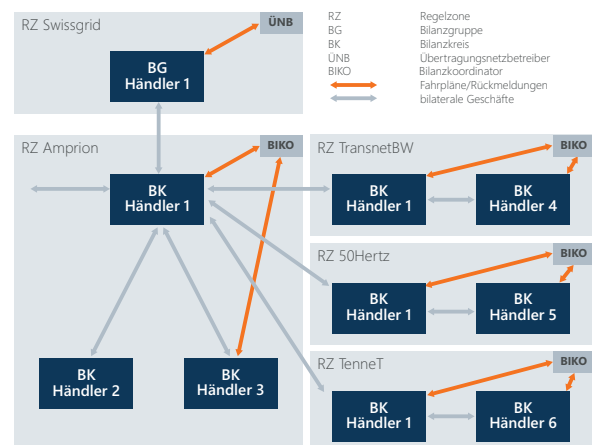 RZ Swissgrid
ÜNB
BG
Händler 1
RZ Regelzone
BG Bilanzgruppe
BK Bilanzkreis
ÜNB Übertragungsnetzbetreiber
BIKO Bilanzkoordinator
Fahrpläne/Rückmeldungen
bilaterale Geschäfte
RZ Amprion
BIKO
BK
Händler 1
BK
Händler 2
BK
Händler 3
RZ TransnetBW
BIKO
BK
Händler 1
BK
Händler 4
RZ 50Hertz
BIKO
BK
Händler 1
BK
Händler 5
RZ TenneT
BIKO
BK
Händler 1
BK
Händler 6